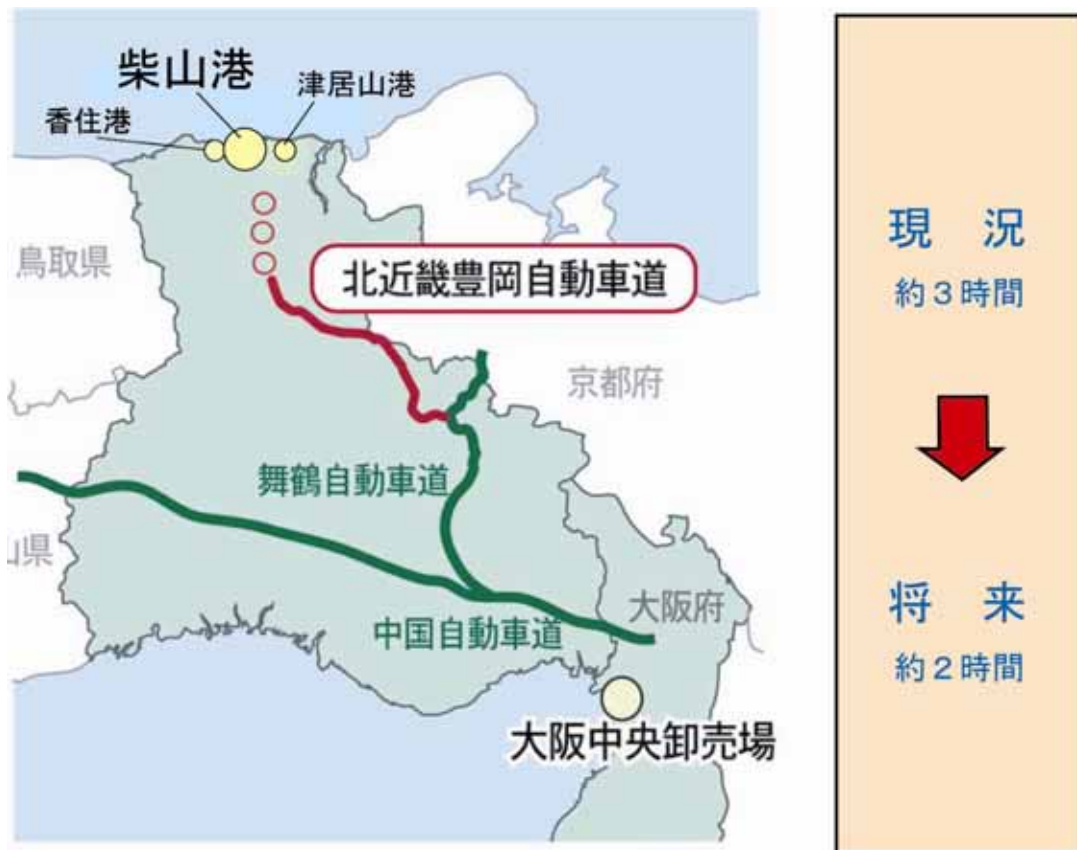 柴山港
津居山港
香住港
鳥取県
北近畿豊岡自動車道
京都府
舞鶴自動車道
山県
大阪府
中国自動車道
大阪中央卸売場
現 況
約3時間
将 来
約2時間